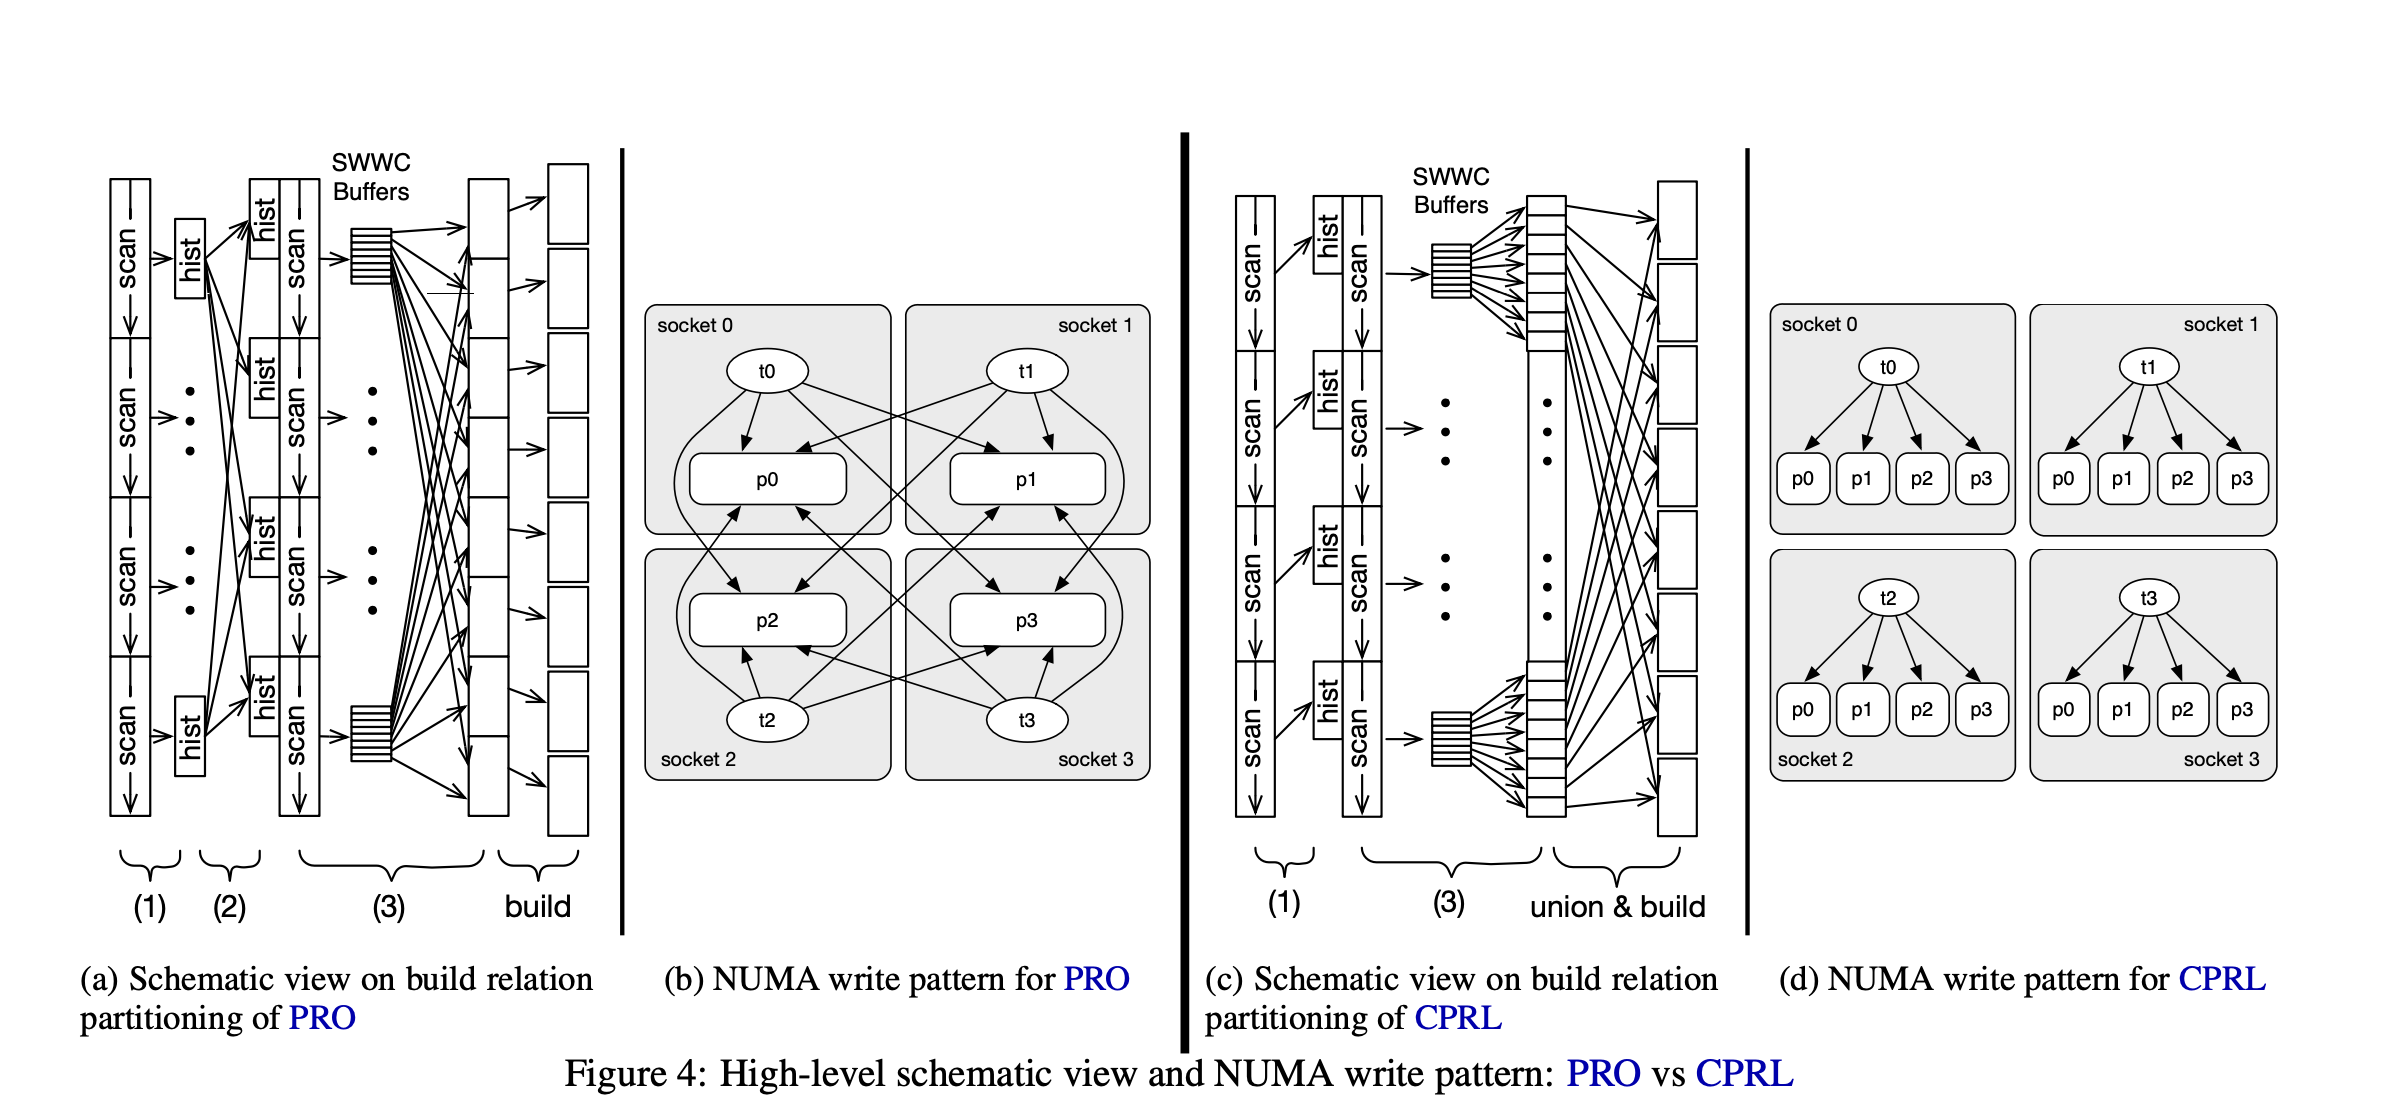 SWWC
Buffers
scan
scan
scan
scan
hist
hist
hist
hist
hist
hist
scan
scan
scan
scan
(1)
(2)
(3)
build
socket 0
socket 1
t0
t1
p0
p1
p2
p3
t2
t3
socket 2
socket 3
SWWC
Buffers
scan
scan
scan
scan
hist
hist
hist
hist
scan
scan
scan
scan
(1)
(3)
union & build
socket 0
socket 1
t0
t1
p0 p1 p2 p3
p0 p1 p2 p3
t2
t3
p0 p1 p2 p3
p0 p1 p2 p3
socket 2
socket 3
(a) Schematic view on build relation
partitioning of PRO
(b) NUMA write pattern for PRO
(c) Schematic view on build relation
partitioning of CPRL
(d) NUMA write pattern for CPRL
Figure 4: High-level schematic view and NUMA write pattern: PRO vs CPRL